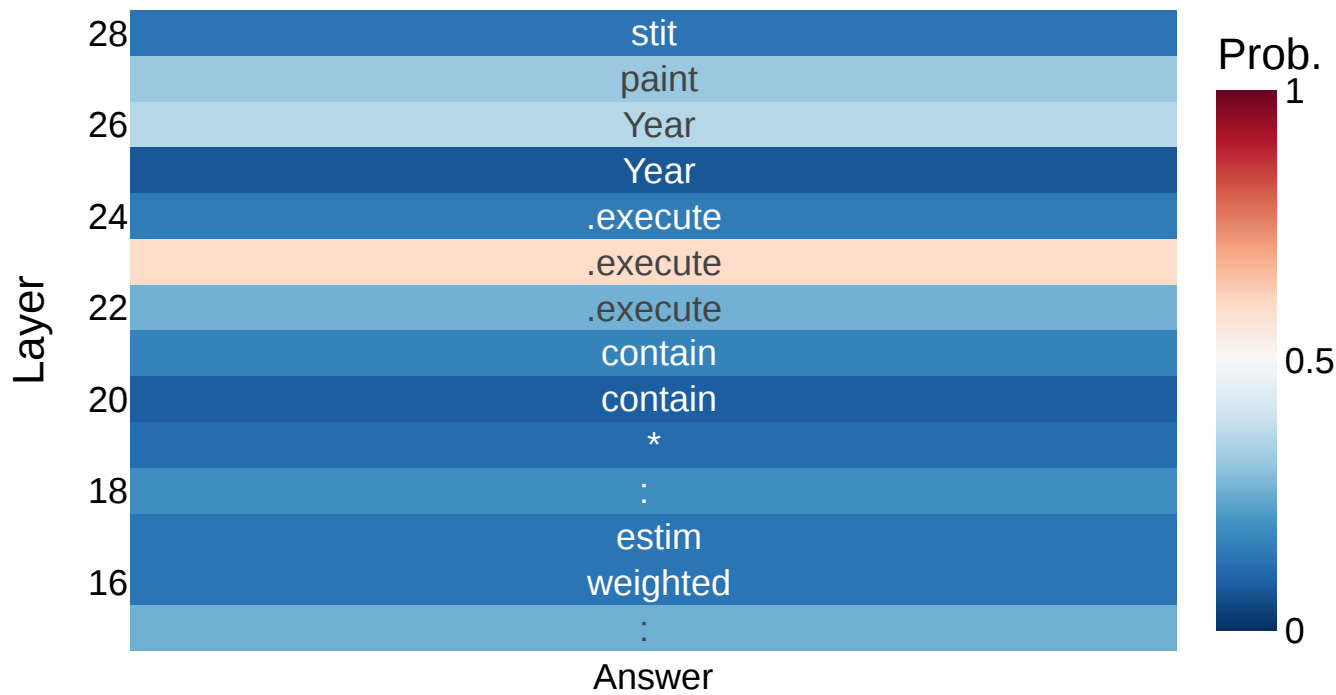 28 stit
paint
26 Year
Year
24 .execute
.execute
22 .execute
contain
20 contain
*
18 :
estim
16 weighted
:
Layer
Answer
Prob.
1
0.5
0